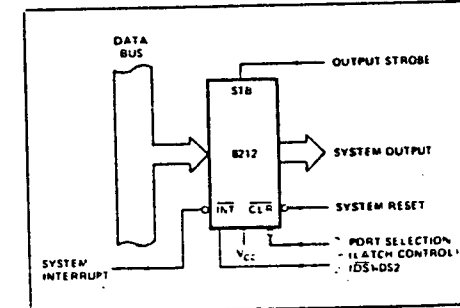 DATA
BUS
OUTPUT STROBE
STB
8212
SYSTEM OUTPUT
INT CLR
SYSTEM RESET
VCC
PORT SELECTION
(LATCH CONTROL)
SYSTEM
INTERRUPT